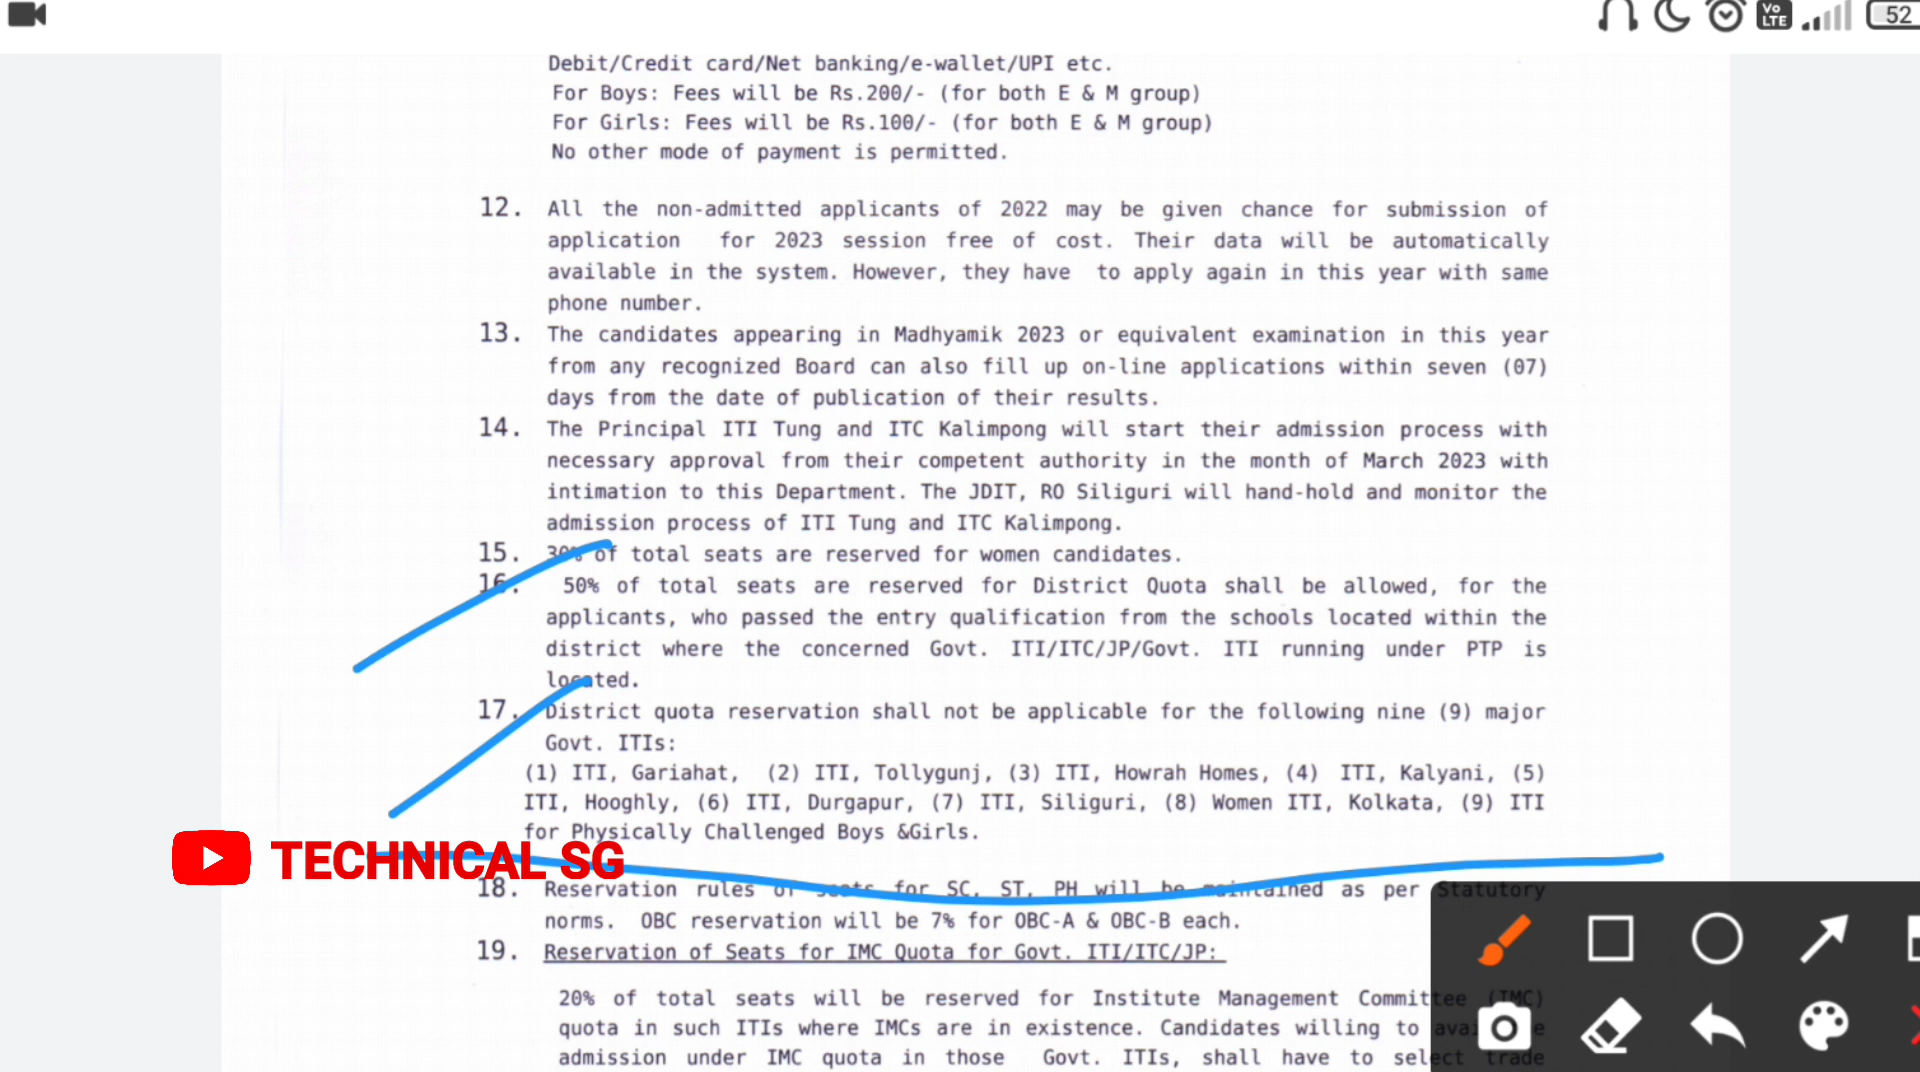 Vo
LTE
52
Debit/Credit card/Net banking/e-wallet/UPI etc.
For Boys: Fees will be Rs.200/- (for both E & M group)
For Girls: Fees will be Rs.100/- (for both E & M group)
No other mode of payment is permitted.
12. All the non-admitted applicants of 2022 may be given chance for submission of
application for 2023 session free of cost. Their data will be automatically
available in the system. However, they have to apply again in this year with same
phone number.
13. The candidates appearing in Madhyamik 2023 or equivalent examination in this year
from any recognized Board can also fill up on-line applications within seven (07)
days from the date of publication of their results.
14. The Principal ITI Tung and ITC Kalimpong will start their admission process with
necessary approval from their competent authority in the month of March 2023 with
intimation to this Department. The JDIT, RO Siliguri will hand-hold and monitor the
admission process of ITI Tung and ITC Kalimpong.
15. 30% of total seats are reserved for women candidates.
16. 50% of total seats are reserved for District Quota shall be allowed, for the
applicants, who passed the entry qualification from the schools located within the
district where the concerned Govt. ITI/ITC/JP/Govt. ITI running under PTP is
located.
17. District quota reservation shall not be applicable for the following nine (9) major
Govt. ITIs:
(1) ITI, Gariahat, (2) ITI, Tollygunj, (3) ITI, Howrah Homes, (4) ITI, Kalyani, (5)
ITI, Hooghly, (6) ITI, Durgapur, (7) ITI, Siliguri, (8) Women ITI, Kolkata, (9) ITI
for Physically Challenged Boys &Girls.
TECHNICAL SG
18. Reservation rules of seats for SC, ST, PH will be maintained as per Statutory
norms. OBC reservation will be 7% for OBC-A & OBC-B each.
19. Reservation of Seats for IMC Quota for Govt. ITI/ITC/JP:
20% of total seats will be reserved for Institute Management Committee (IMC)
quota in such ITIs where IMCs are in existence. Candidates willing to
admission under IMC quota in those Govt. ITIs, shall have to select trade